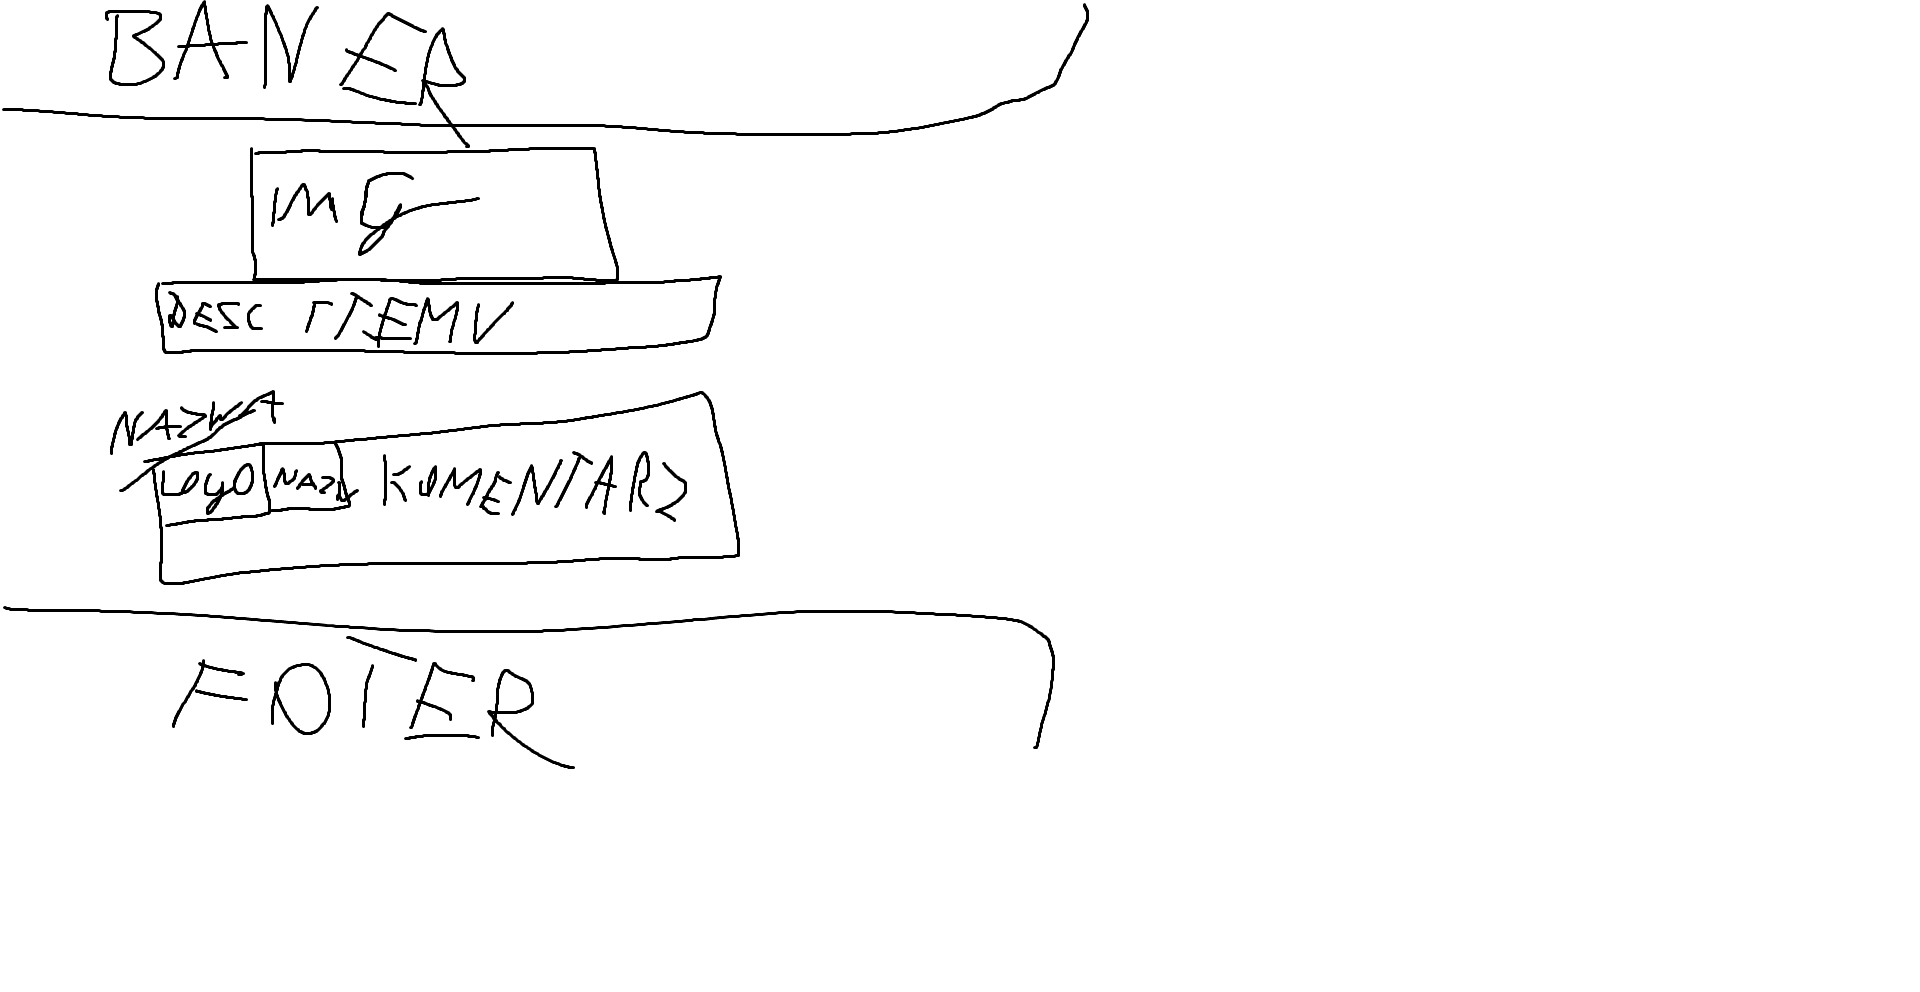 BANER
IMG
DESC ITEMU
NAZWA
LOGO NAZW KOMENTARZ
FOTER